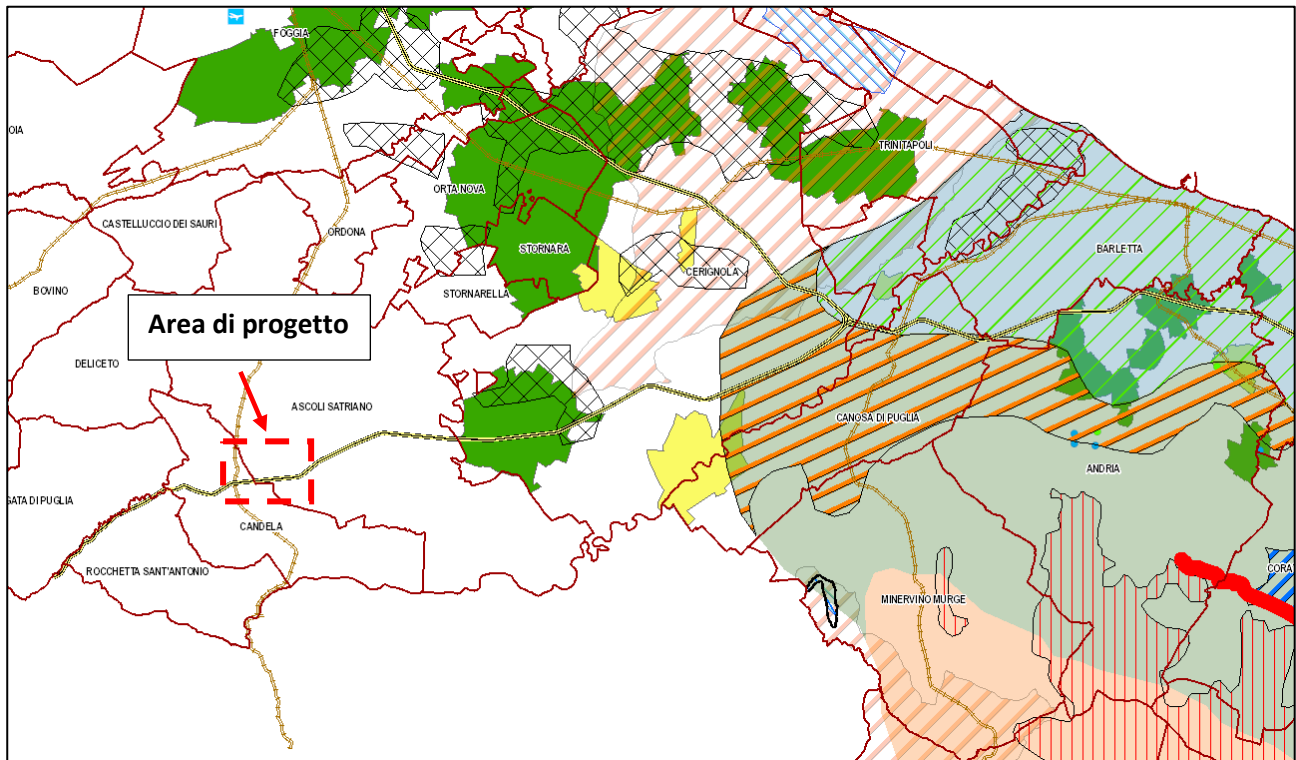 FOGGIA
OIA
TRINITAPOLI
ORTA NOVA
CASTELLUCCIO DEI SAURI
ORDONA
STORNARA
BARLETTA
CERIGNOLA
BOVINO
STORNARELLA
Area di progetto
DELICETO
ASCOLI SATRIANO
CANOSA DI PUGLIA
ANDRIA
GATA DI PUGLIA
CANDELA
ROCCHETTA SANT'ANTONIO
CORA
MINERVINO MURGE